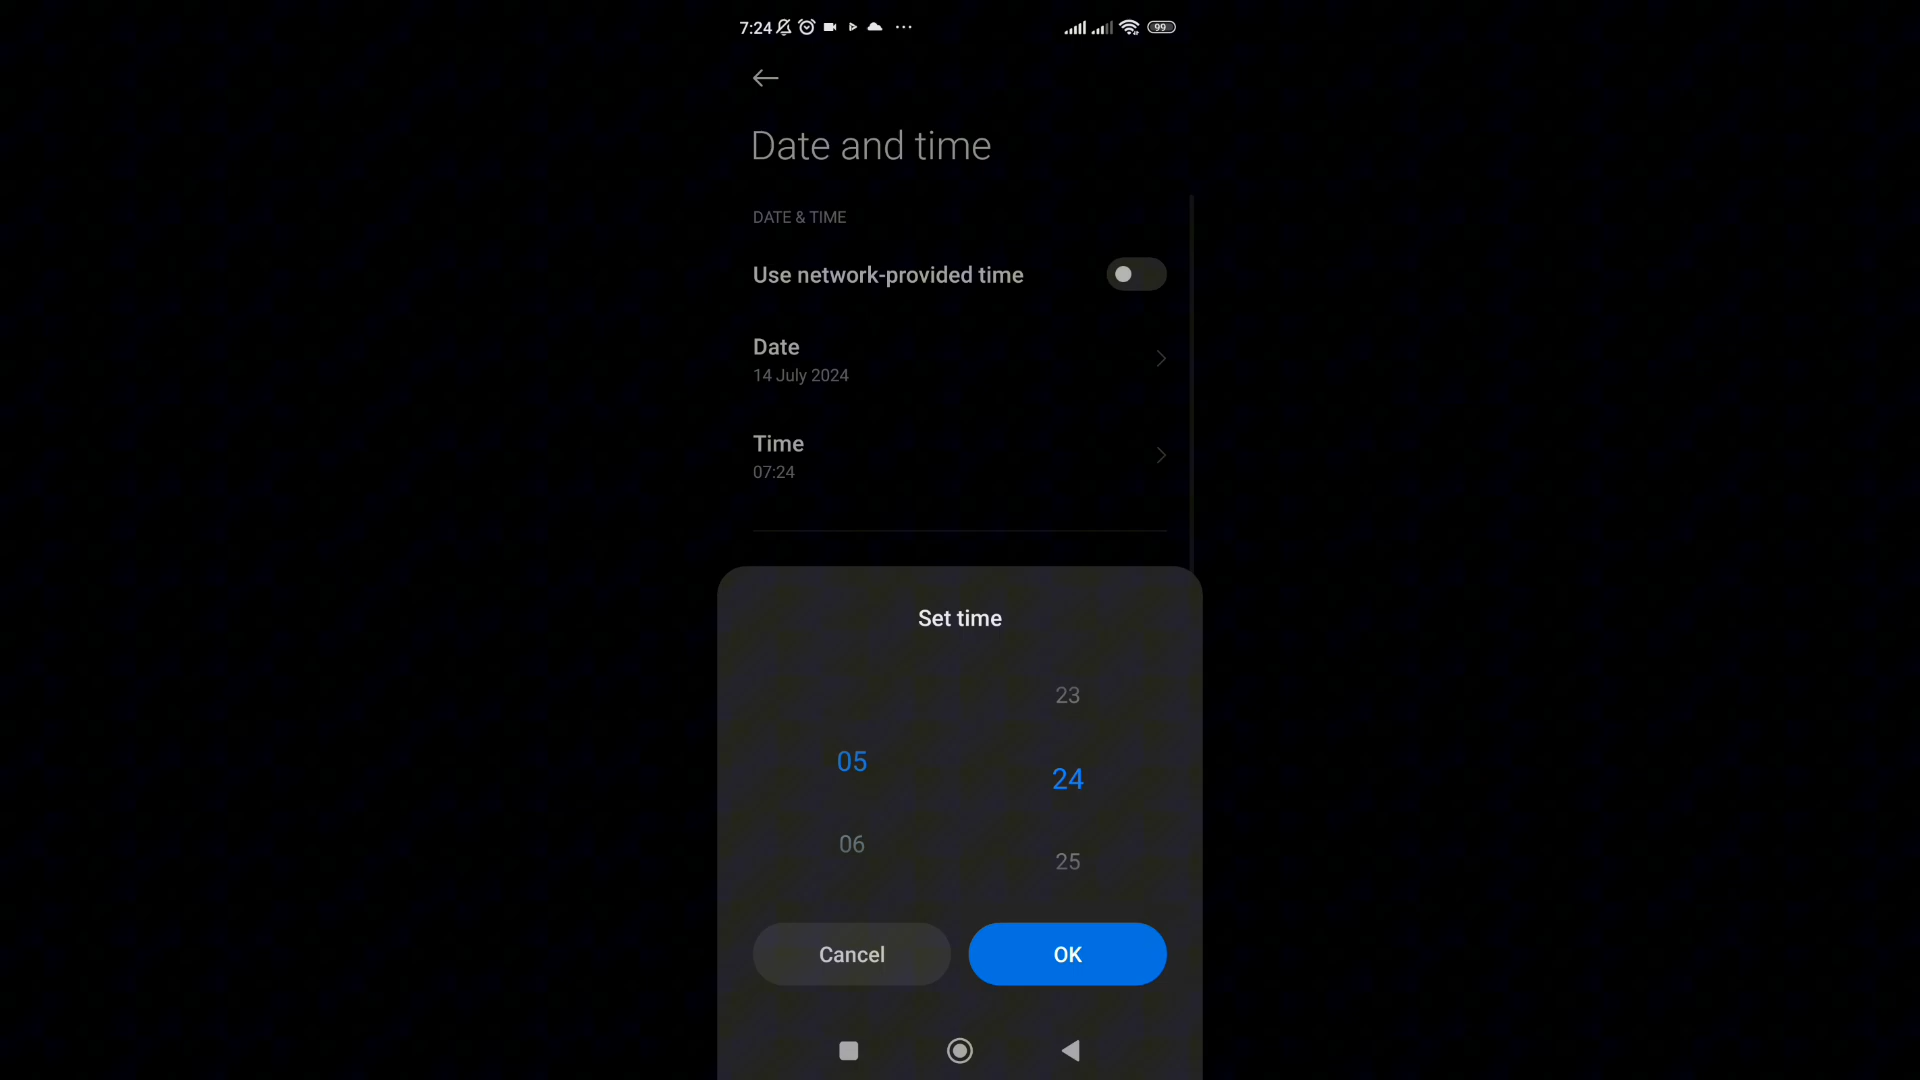 7:24 99
Date and time
DATE & TIME
Use network-provided time
Date
14 July 2024
Time
07:24
Set time
23
05 24
06 25
Cancel OK